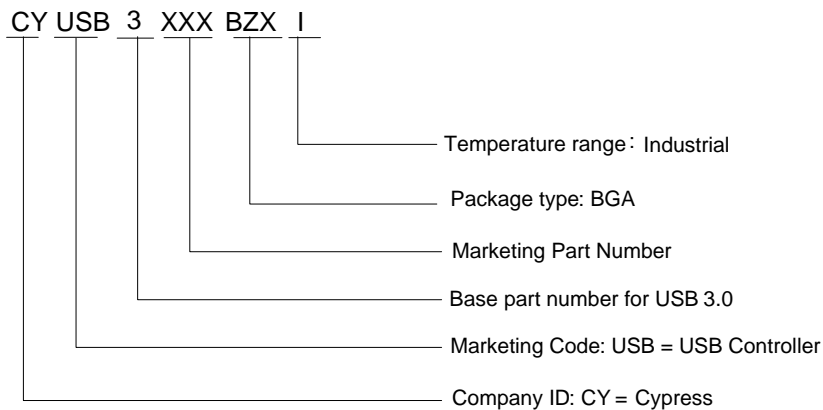 CY USB 3 XXX BZX I
Temperature range: Industrial
Package type: BGA
Marketing Part Number
Base part number for USB 3.0
Marketing Code: USB = USB Controller
Company ID: CY = Cypress